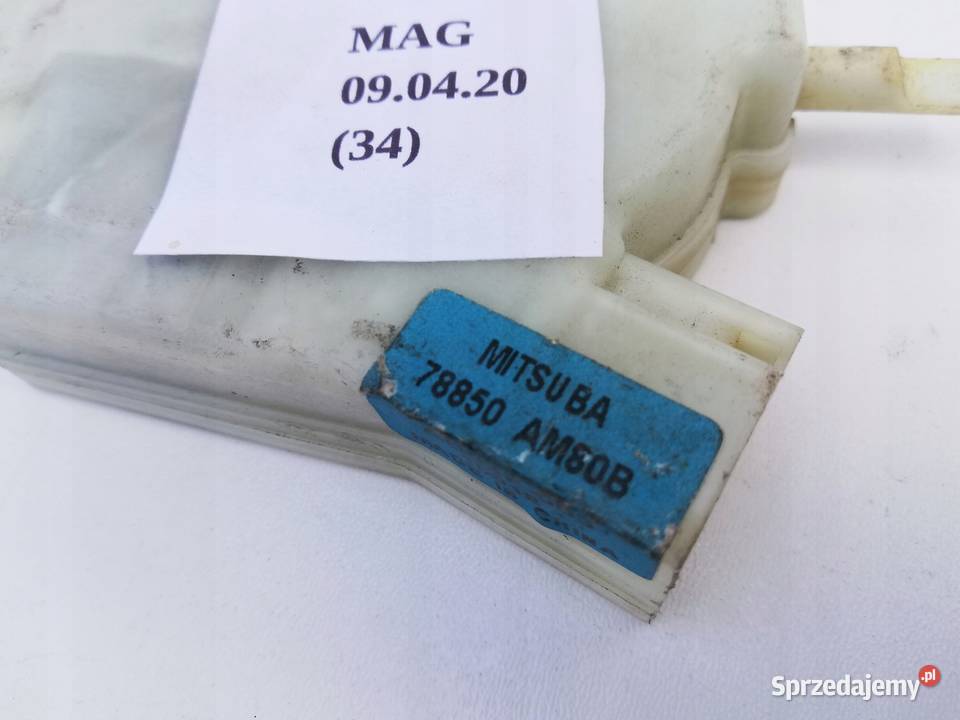 MAG
09.04.20
(34)
MITSUBA
78850 AM80B
Sprzedajemy.pl